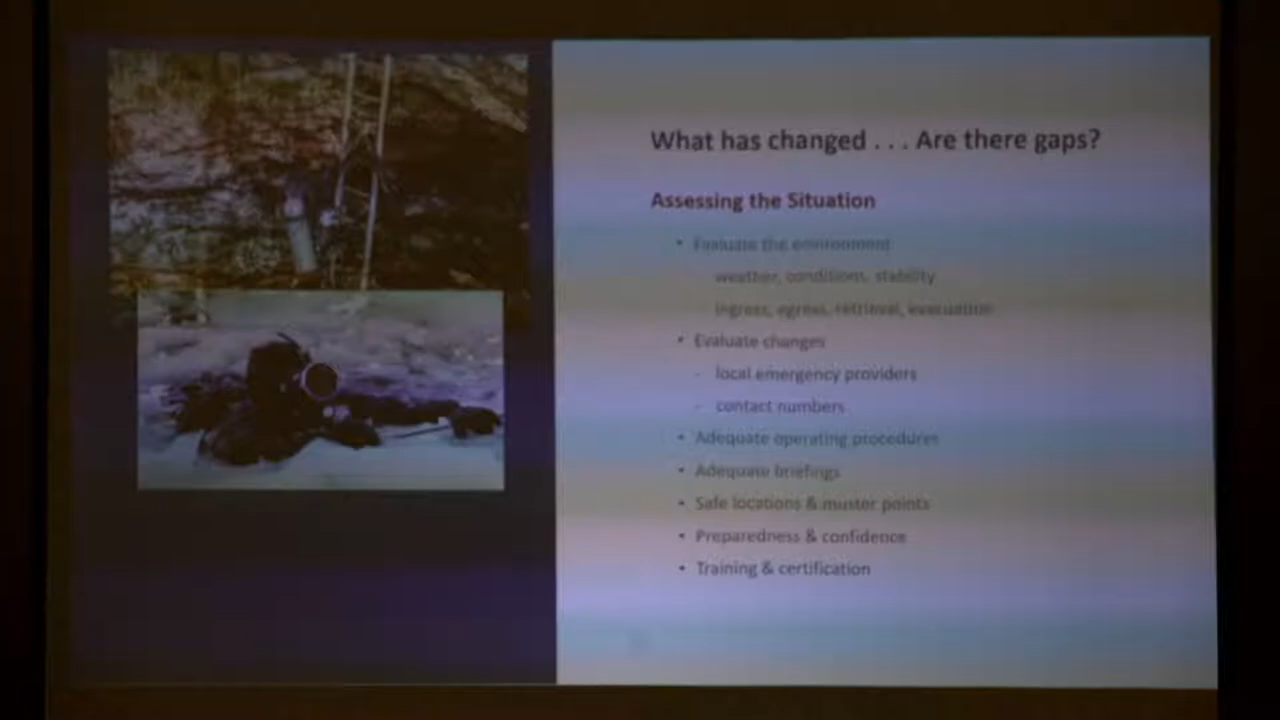 What has changed . . . Are there gaps?
Assessing the Situation
• Evaluate the environment
weather, conditions, stability
ingress, egress, retrieval, evacuation
• Evaluate changes
- local emergency providers
- contact numbers
• Adequate operating procedures
• Adequate briefings
• Safe locations & muster points
• Preparedness & confidence
• Training & certification